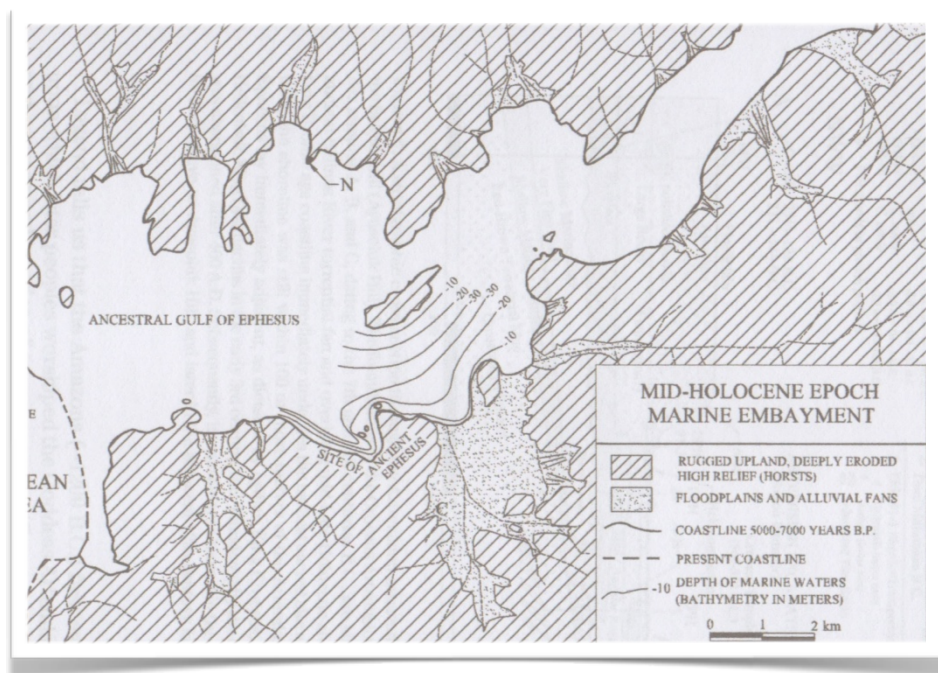 N
-10
-20
-30
-30
-20
-10
ANCESTRAL GULF OF EPHESUS
E
EAN
EA
SITE OF ANCIENT
EPHESUS
C
MID-HOLOCENE EPOCH
MARINE EMBAYMENT
RUGGED UPLAND, DEEPLY ERODED
HIGH RELIEF (HORSTS)
FLOODPLAINS AND ALLUVIAL FANS
COASTLINE 5000-7000 YEARS B.P.
PRESENT COASTLINE
-10 DEPTH OF MARINE WATERS
(BATHYMETRY IN METERS)
0 1 2 km